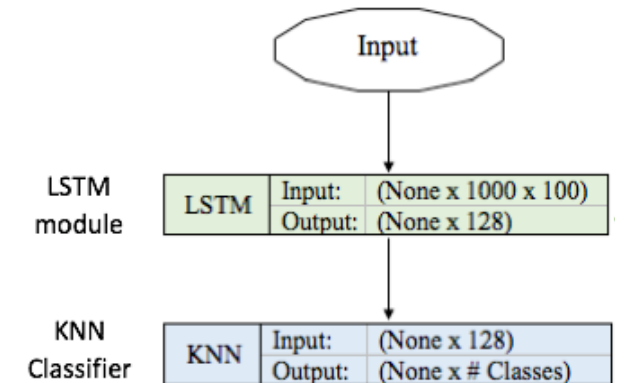 Input
LSTM module
LSTM
Input: (None x 1000 x 100)
Output: (None x 128)
KNN Classifier
KNN
Input: (None x 128)
Output: (None x # Classes)